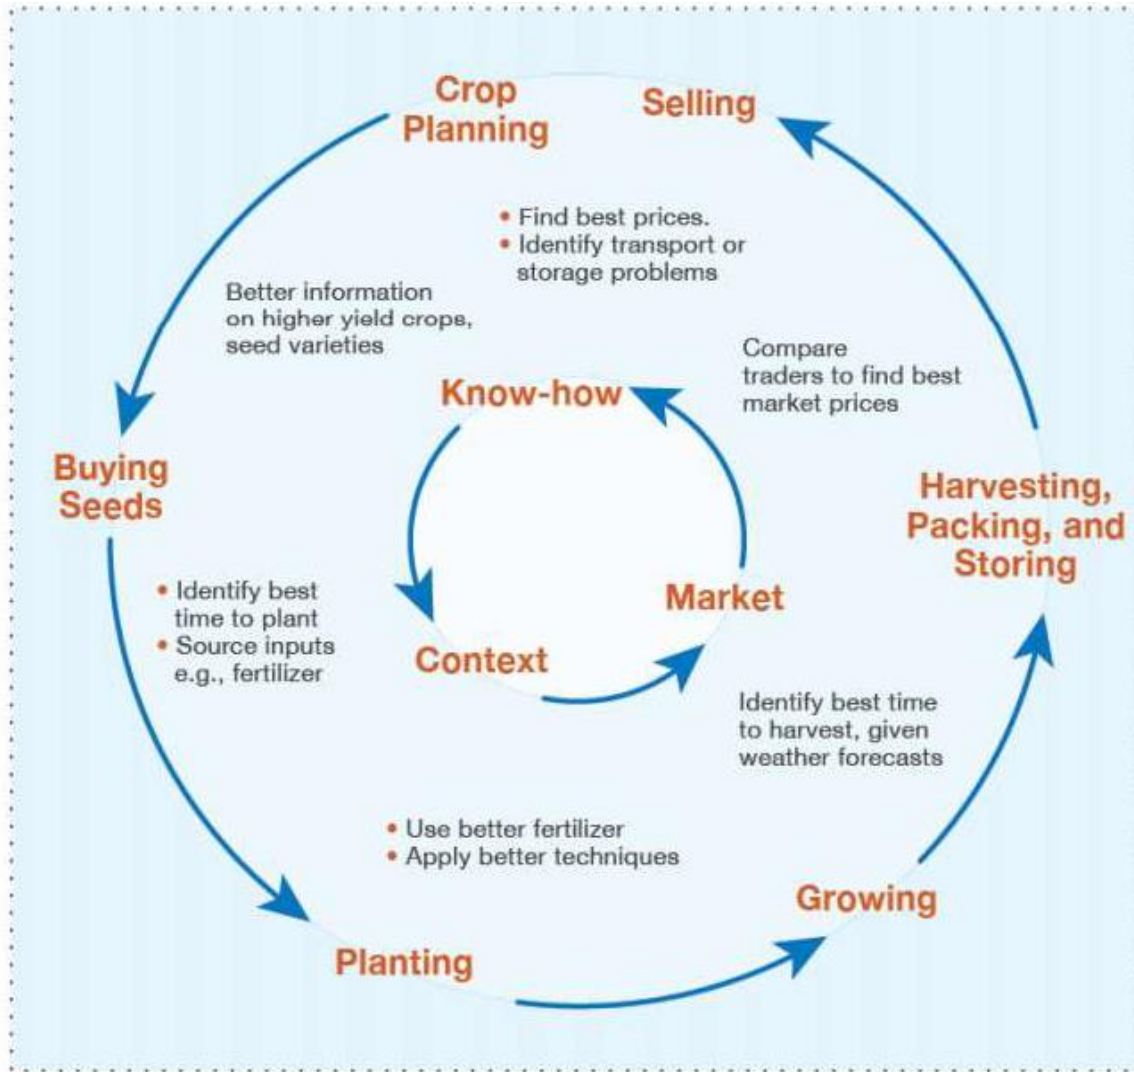 Crop
Planning
Selling
• Find best prices.
• Identify transport or
storage problems
Better information
on higher yield crops,
seed varieties
Compare
traders to find best
market prices
Know-how
Buying
Seeds
Harvesting,
Packing, and
Storing
• Identify best
time to plant
• Source inputs
e.g., fertilizer
Market
Context
Identify best time
to harvest, given
weather forecasts
• Use better fertilizer
• Apply better techniques
Growing
Planting